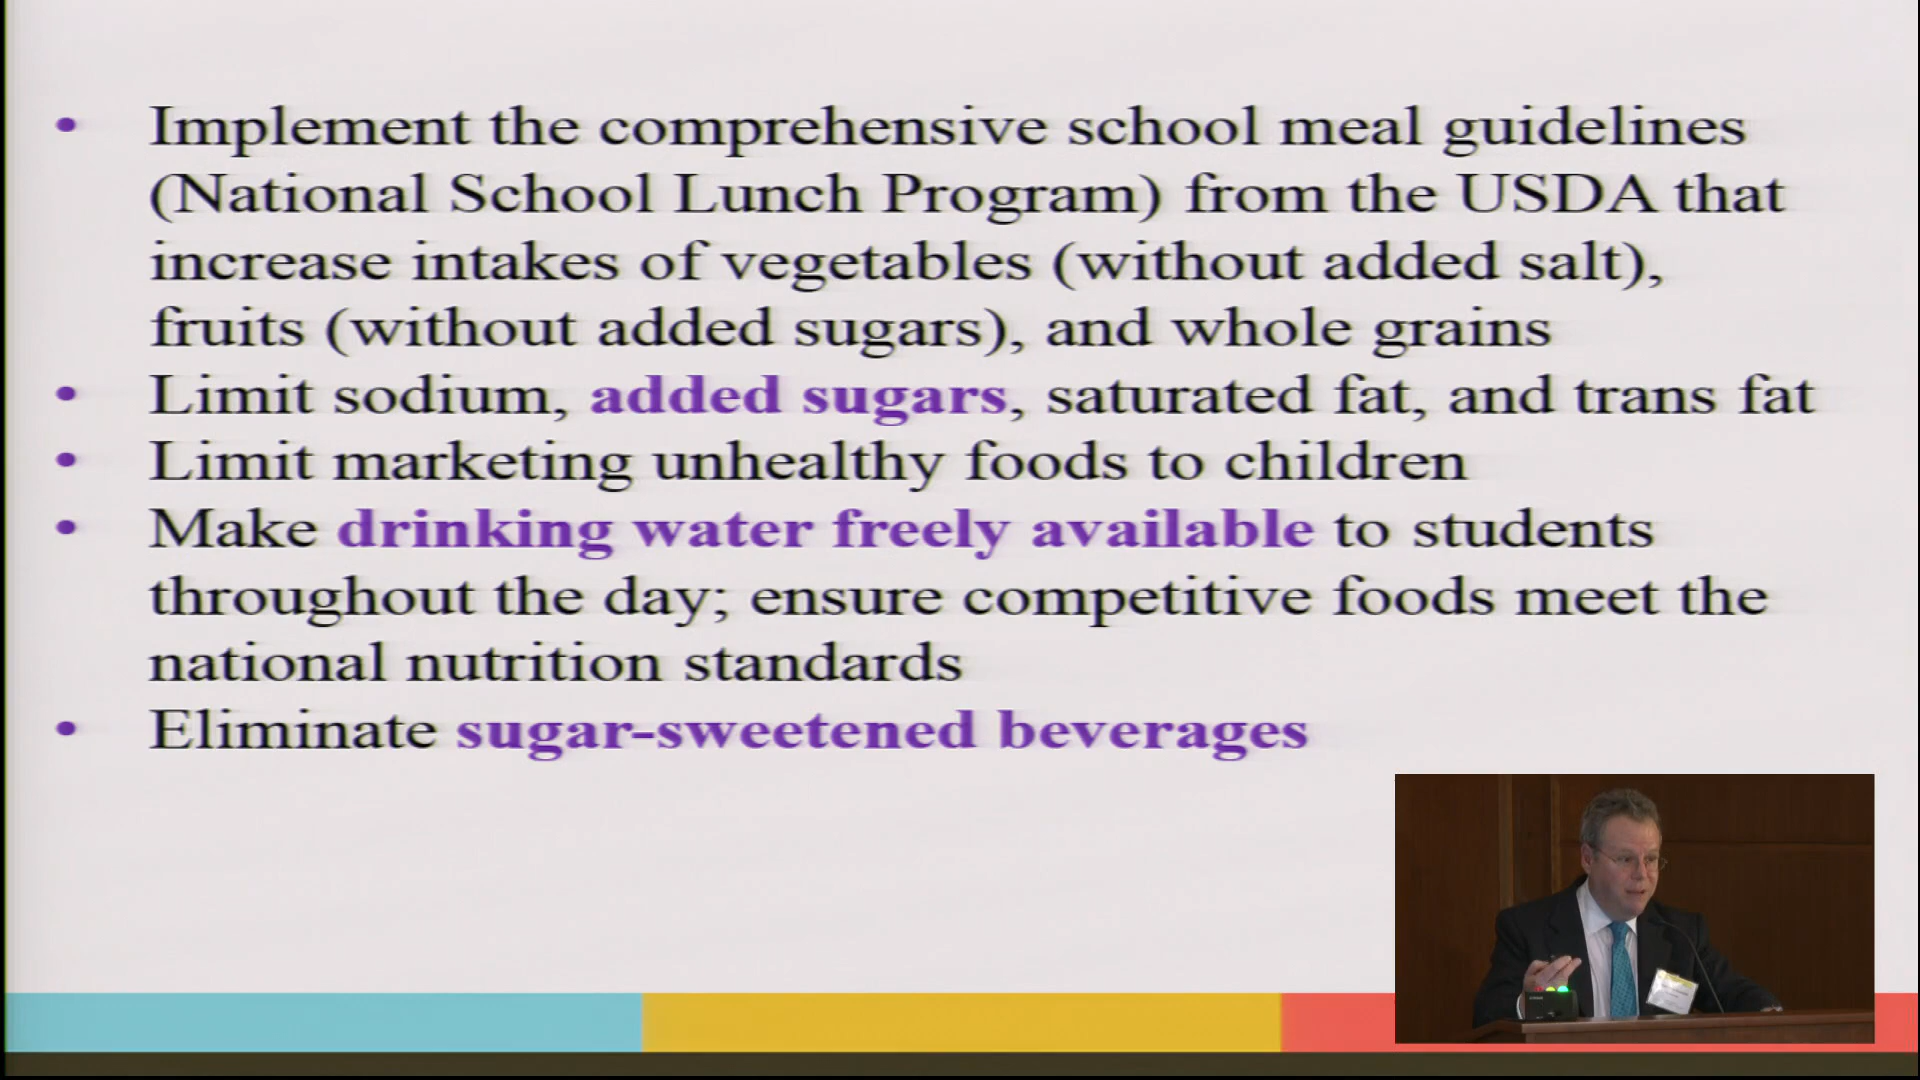 • Implement the comprehensive school meal guidelines
(National School Lunch Program) from the USDA that
increase intakes of vegetables (without added salt),
fruits (without added sugars), and whole grains
• Limit sodium, added sugars, saturated fat, and trans fat
• Limit marketing unhealthy foods to children
• Make drinking water freely available to students
throughout the day; ensure competitive foods meet the
national nutrition standards
• Eliminate sugar-sweetened beverages